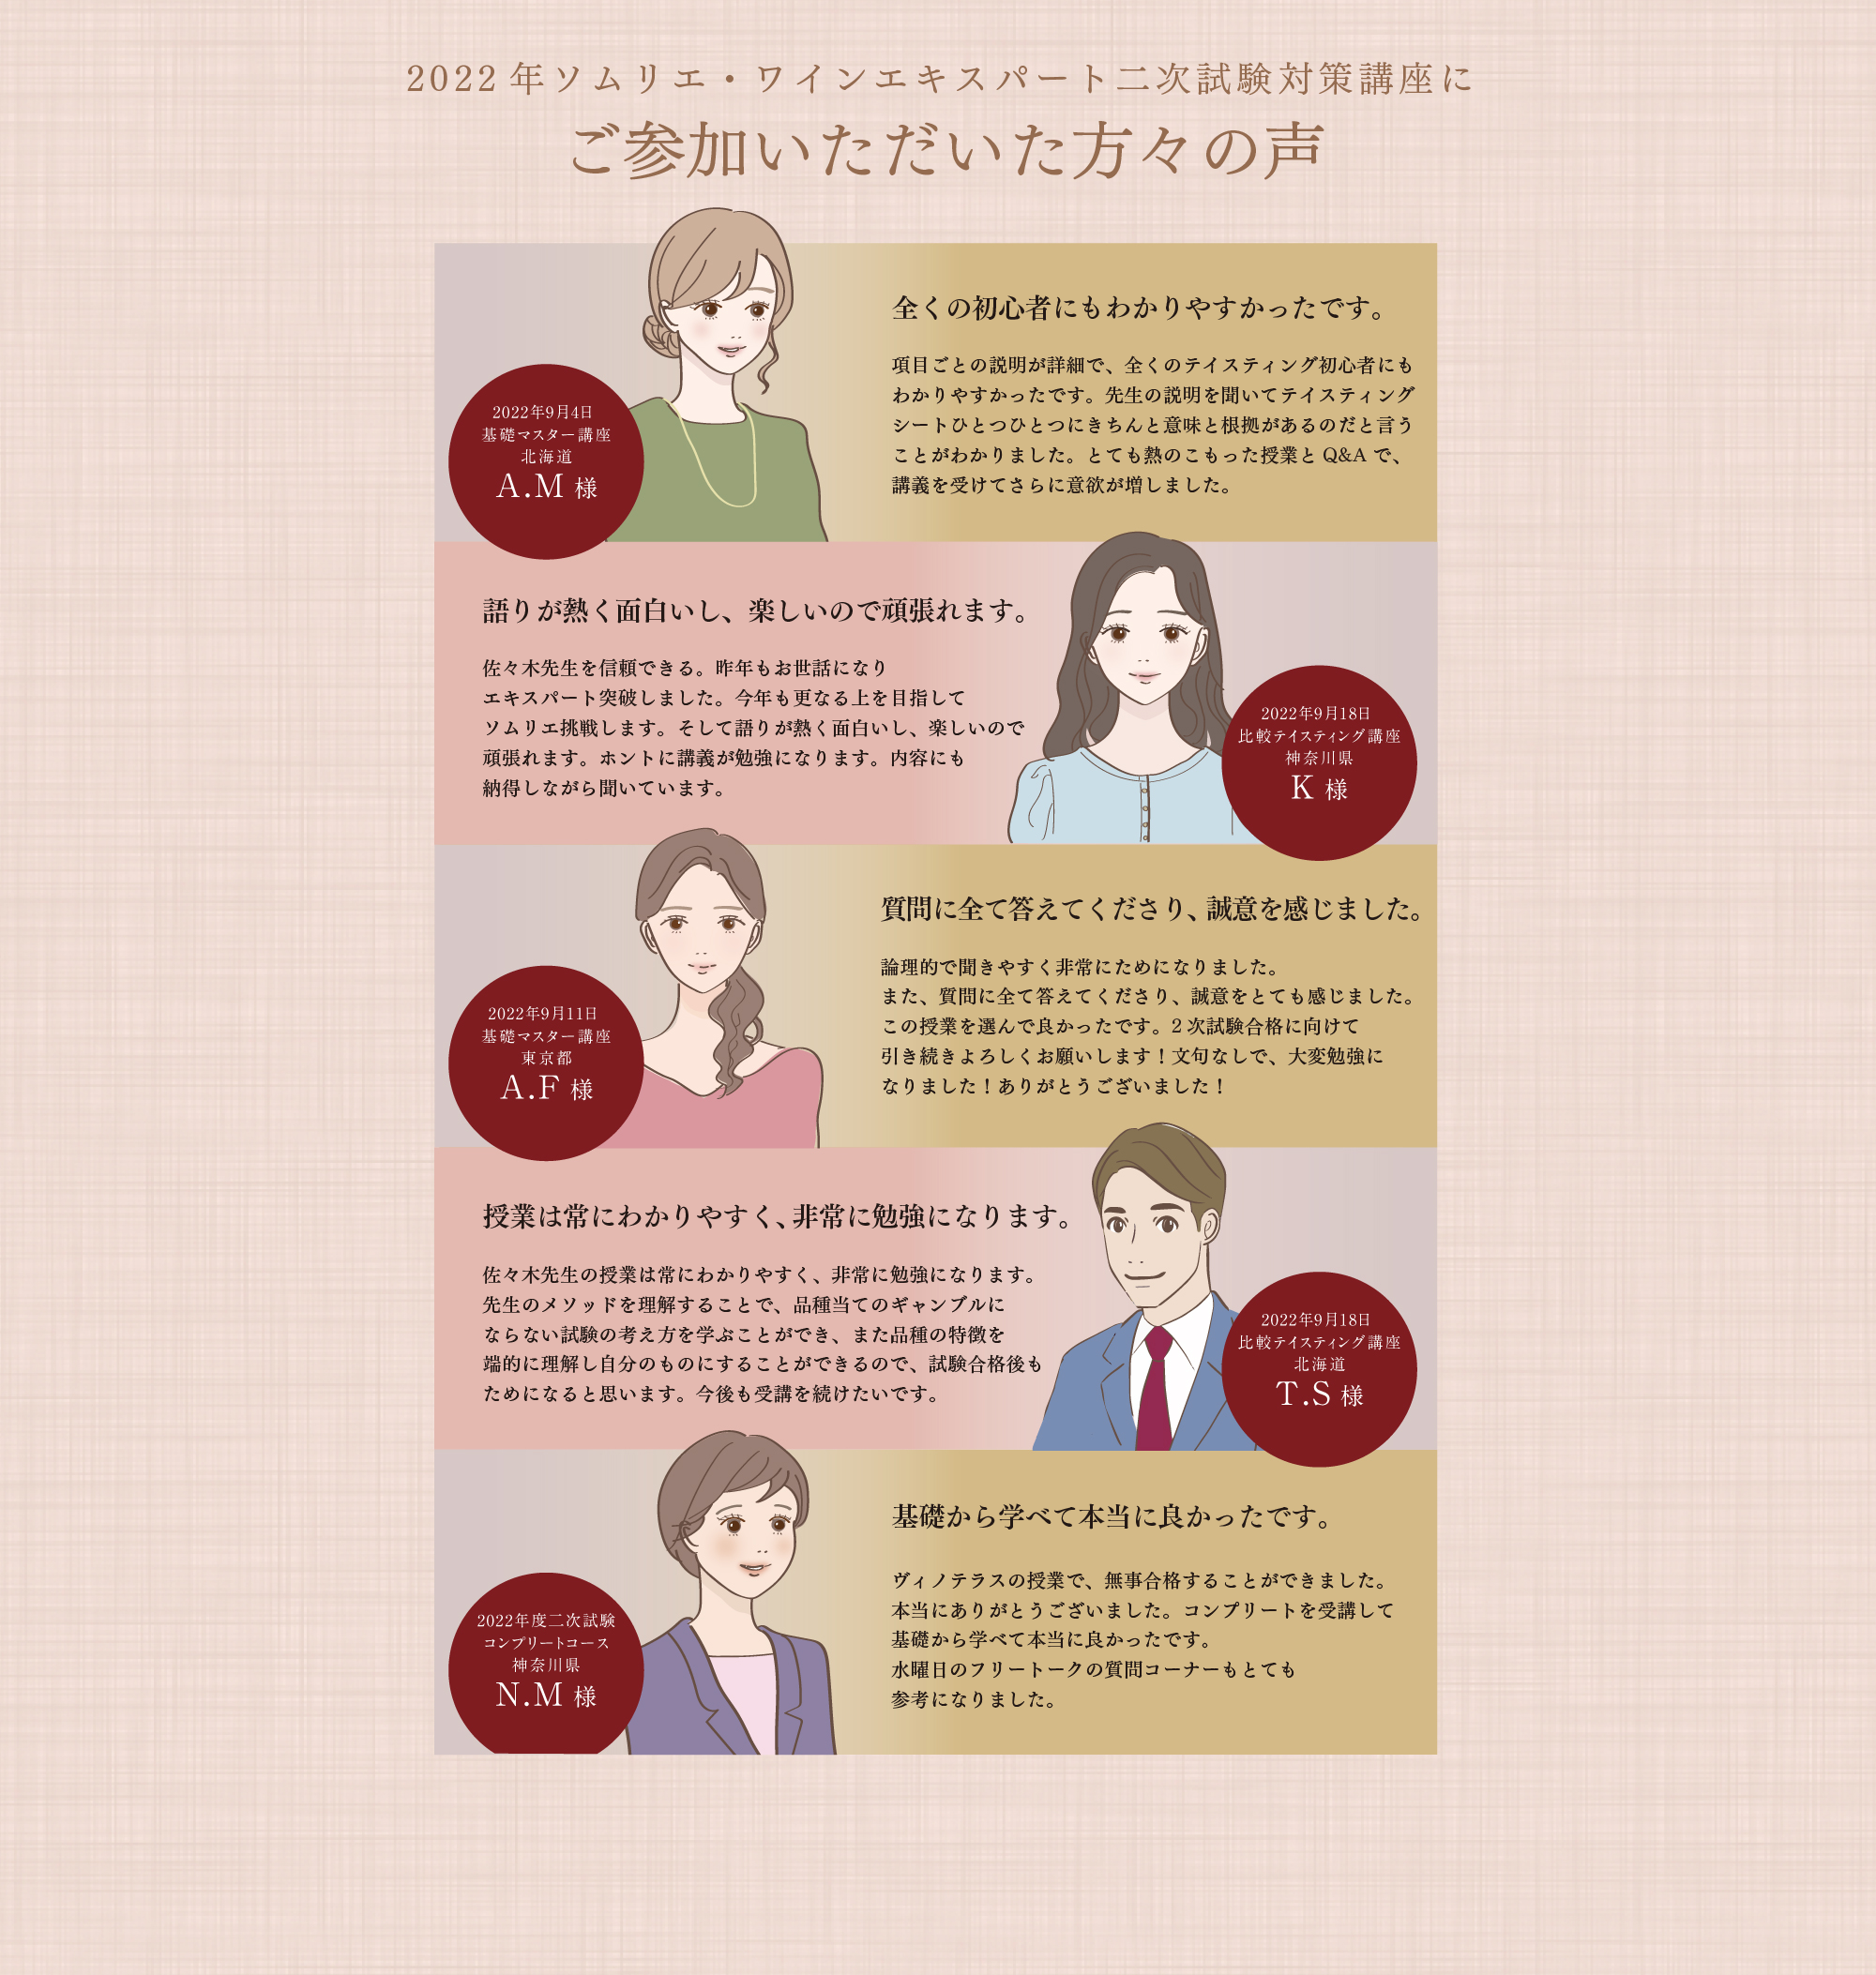 2022年ソムリエ・ワインエキスパート二次試験対策講座に
ご参加いただいた方々の声
2022年9月4日
基礎マスター講座
北海道
A.M 様
全くの初心者にもわかりやすかったです。
項目ごとの説明が詳細で、全くのテイスティング初心者にも
わかりやすかったです。先生の説明を聞いてテイスティング
シートひとつひとつにきちんと意味と根拠があるのだと言う
ことがわかりました。とても熱のこもった授業とQ&Aで、
講義を受けてさらに意欲が増しました。
語りが熱く面白いし、楽しいので頑張れます。
佐々木先生を信頼できる。昨年もお世話になり
エキスパート突破しました。今年も更なる上を目指して
ソムリエ挑戦します。そして語りが熱く面白いし、楽しいので
頑張れます。ホントに講義が勉強になります。内容にも
納得しながら聞いています。
2022年9月18日
比較テイスティング講座
神奈川県
K 様
2022年9月11日
基礎マスター講座
東京都
A.F 様
質問に全て答えてくださり、誠意を感じました。
論理的で聞きやすく非常にためになりました。
また、質問に全て答えてくださり、誠意をとても感じました。
この授業を選んで良かったです。2次試験合格に向けて
引き続きよろしくお願いします！文句なしで、大変勉強に
なりました！ありがとうございました！
授業は常にわかりやすく、非常に勉強になります。
佐々木先生の授業は常にわかりやすく、非常に勉強になります。
先生のメソッドを理解することで、品種当てのギャンブルに
ならない試験の考え方を学ぶことができ、また品種の特徴を
端的に理解し自分のものにすることができるので、試験合格後も
ためになると思います。今後も受講を続けたいです。
2022年9月18日
比較テイスティング講座
北海道
T.S 様
2022年度二次試験
コンプリートコース
神奈川県
N.M 様
基礎から学べて本当に良かったです。
ヴィノテラスの授業で、無事合格することができました。
本当にありがとうございました。コンプリートを受講して
基礎から学べて本当に良かったです。
水曜日のフリートークの質問コーナーもとても
参考になりました。